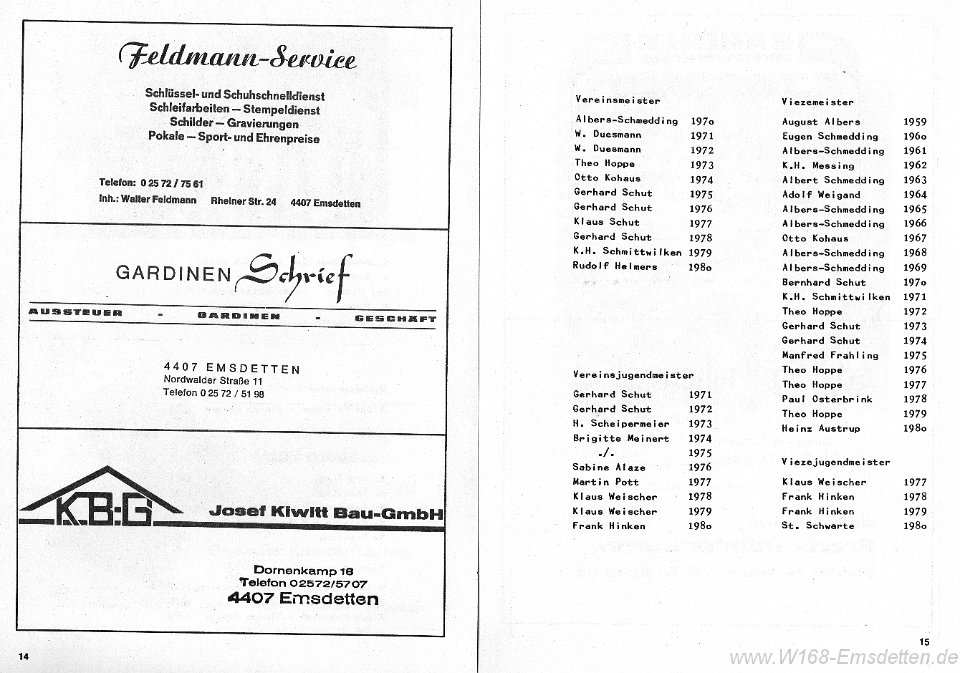 Feldmann-Service
Schlüssel- und Schuhschnelldienst
Schleifarbeiten — Stempeldienst
Schilder — Gravierungen
Pokale — Sport- und Ehrenpreise
Telefon: 0 25 72 / 75 61
Inh.: Walter Feldmann Rheiner Str. 24 4407 Emsdetten
GARDINEN Schrief
AUSSTEUER - GARDINEN - GESCHÄFT
4407 EMSDETTEN
Nordwalder Straße 11
Telefon 0 25 72 / 51 98
K.B.G
Josef Kiwitt Bau-GmbH
Dornenkamp 16
Telefon 02572/5707
4407 Emsdetten
14
Vereinsmeister
Albers-Schmedding 197o
W. Duesmann 1971
W. Duesmann 1972
Theo Hoppe 1973
Otto Kohaus 1974
Gerhard Schut 1975
Gerhard Schut 1976
Klaus Schut 1977
Gerhard Schut 1978
K.H. Schmittwilken 1979
Rudolf Helmers 198o
Vereinsjugendmeister
Gerhard Schut 1971
Gerhard Schut 1972
H. Scheipermeier 1973
Brigitte Meinert 1974
./. 1975
Sabine Alaze 1976
Martin Pott 1977
Klaus Weischer 1978
Klaus Weischer 1979
Frank Hinken 198o
Viezemeister
August Albers 1959
Eugen Schmedding 196o
Albers-Schmedding 1961
K.H. Messing 1962
Albert Schmedding 1963
Adolf Weigand 1964
Albers-Schmedding 1965
Albers-Schmedding 1966
Otto Kohaus 1967
Albers-Schmedding 1968
Albers-Schmedding 1969
Bernhard Schut 197o
K.H. Schmittwilken 1971
Theo Hoppe 1972
Gerhard Schut 1973
Gerhard Schut 1974
Manfred Frahling 1975
Theo Hoppe 1976
Theo Hoppe 1977
Paul Osterbrink 1978
Theo Hoppe 1979
Heinz Austrup 198o
Viezejugendmeister
Klaus Weischer 1977
Frank Hinken 1978
Frank Hinken 1979
St. Schwarte 198o
15
www.W168-Emsdetten.de